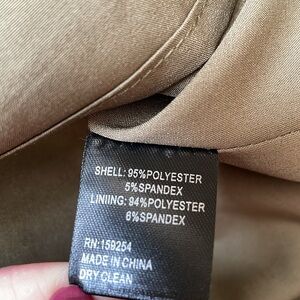 SHELL: 95%POLYESTER
5%SPANDEX
LINIING: 94%POLYESTER
6%SPANDEX
RN:159254
MADE IN CHINA
DRY CLEAN